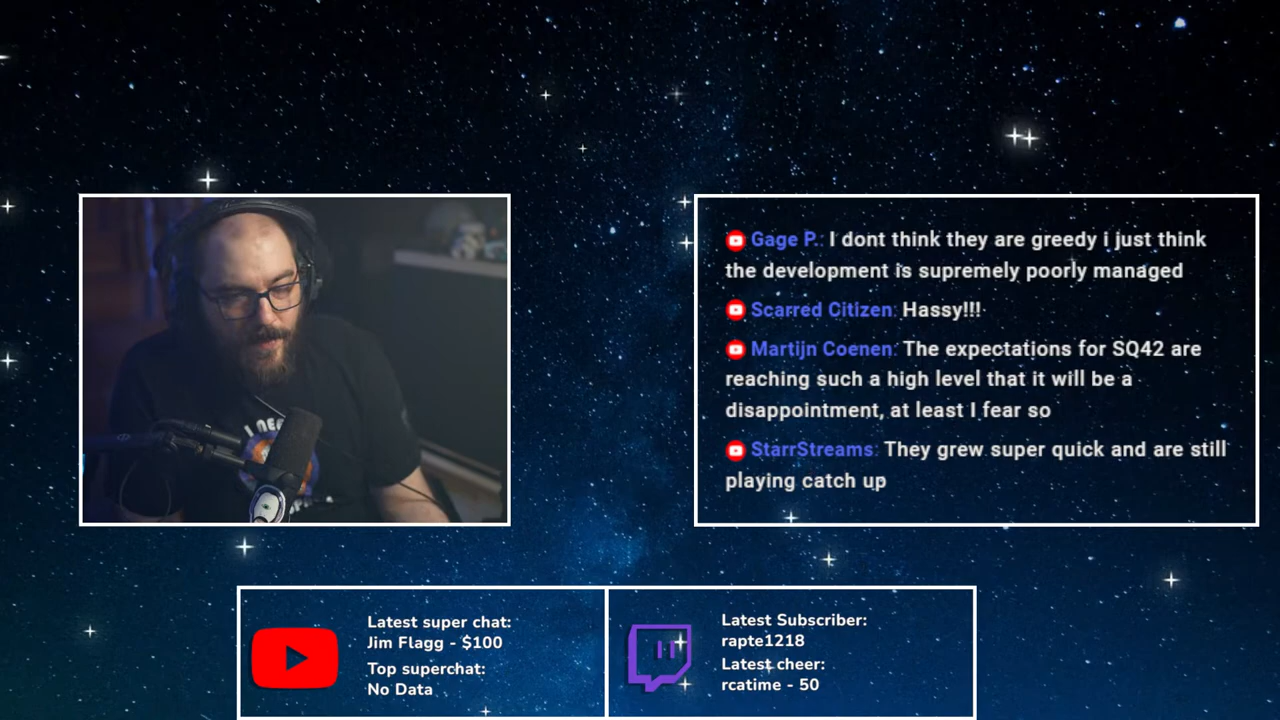 I NEE
Gage P.: I dont think they are greedy i just think
the development is supremely poorly managed
Scarred Citizen: Hassy!!!
Martijn Coenen: The expectations for SQ42 are
reaching such a high level that it will be a
disappointment, at least I fear so
StarrStreams: They grew super quick and are still
playing catch up
Latest super chat:
Jim Flagg - $100
Top superchat:
No Data
Latest Subscriber:
rapte1218
Latest cheer:
rcatime - 50